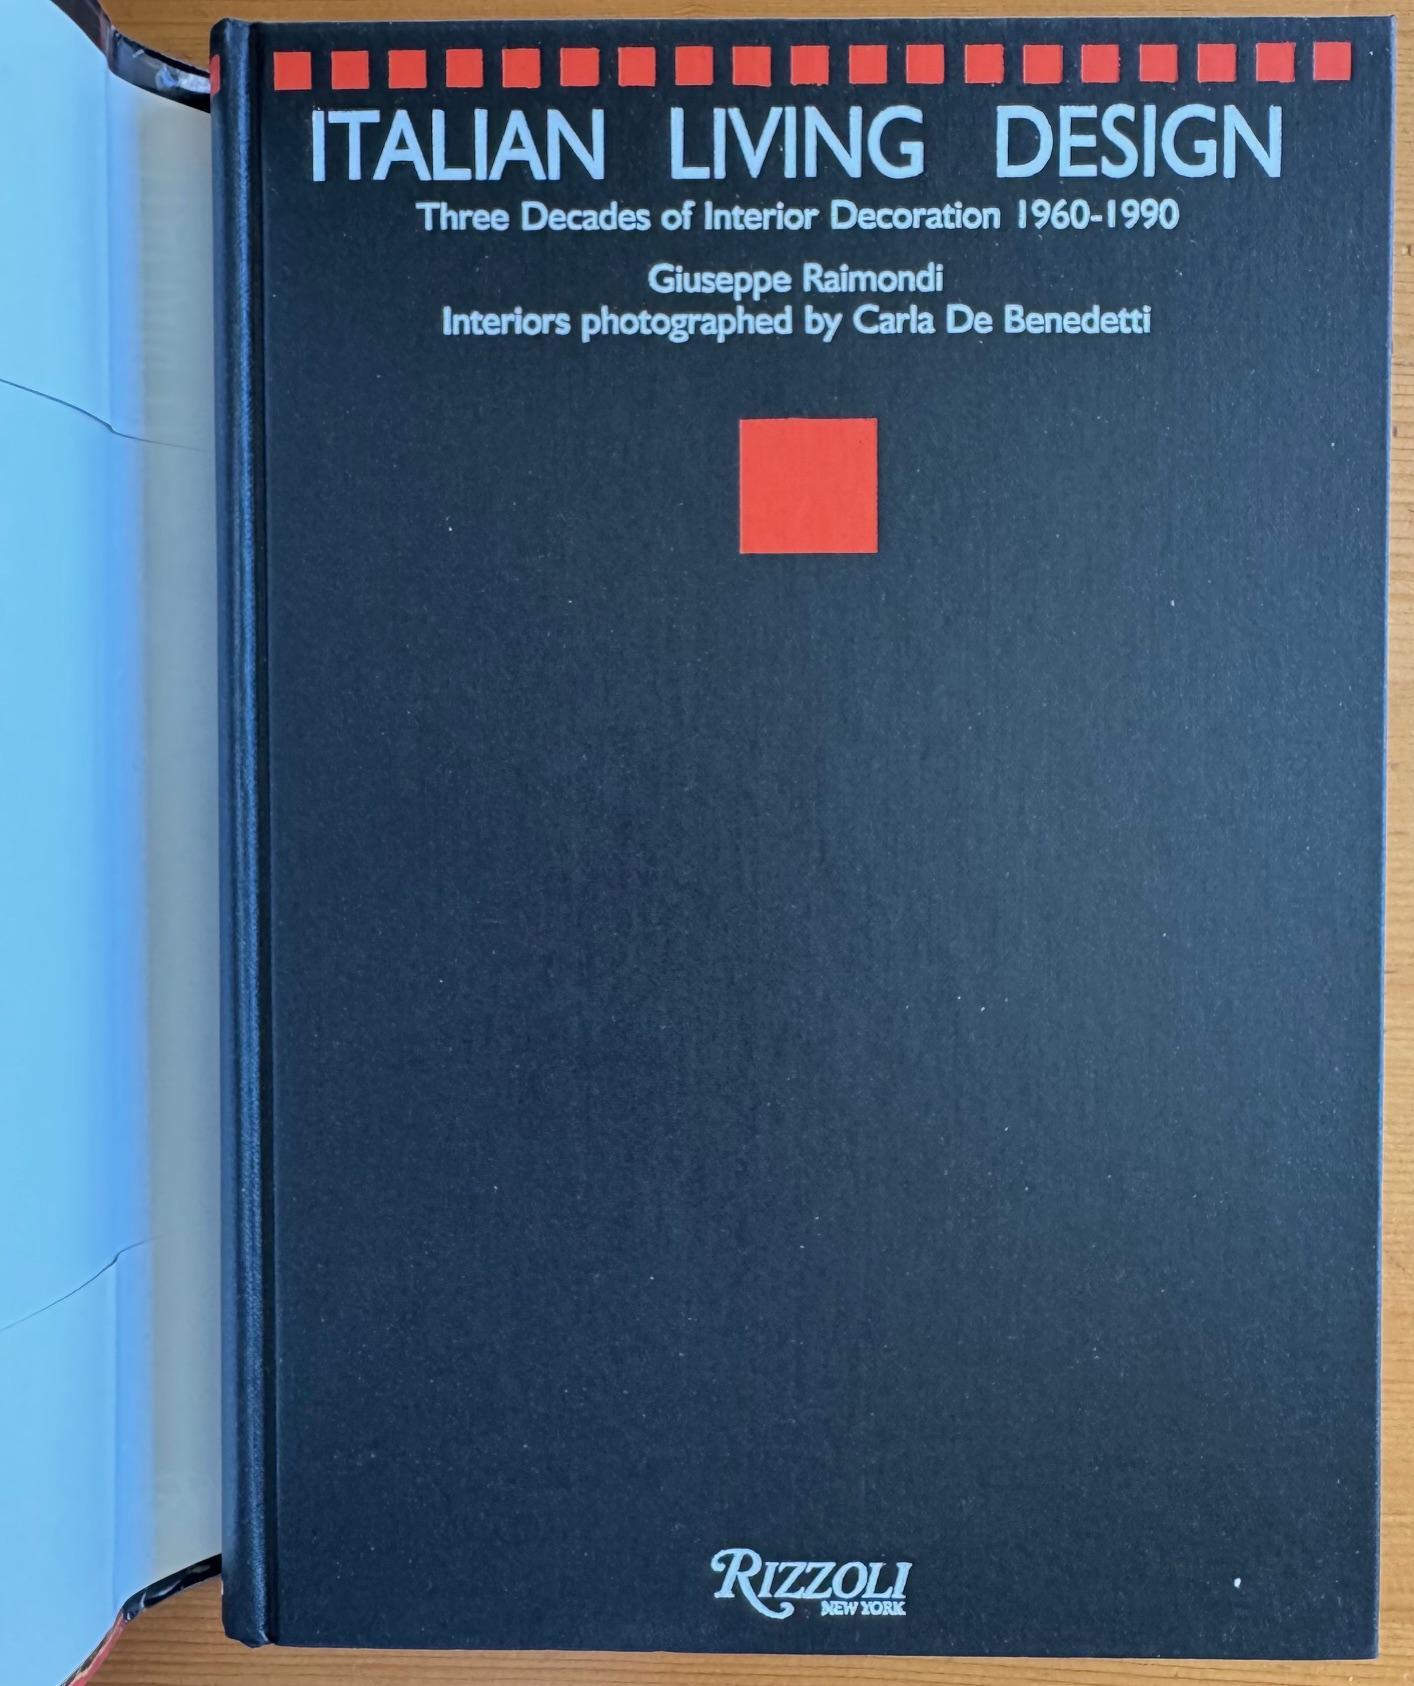 ITALIAN LIVING DESIGN
Three Decades of Interior Decoration 1960-1990
Giuseppe Raimondi
Interiors photographed by Carla De Benedetti
RIZZOLI
NEW YORK